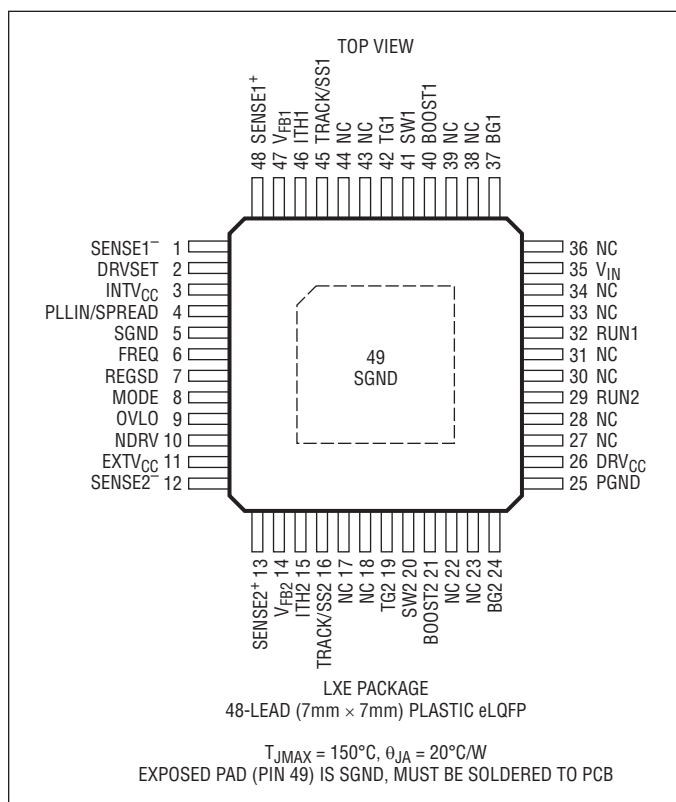 TOP VIEW
48 SENSE1+
47 VFB1
46 ITH1
45 TRACK/SS1
44 NC
43 NC
42 TG1
41 SW1
40 BOOST1
39 NC
38 NC
37 BG1
SENSE1– 1
DRVSET 2
INTVCC 3
PLLIN/SPREAD 4
SGND 5
FREQ 6
REGSD 7
MODE 8
OVLO 9
NDRV 10
EXTVCC 11
SENSE2– 12
49
SGND
36 NC
35 VIN
34 NC
33 NC
32 RUN1
31 NC
30 NC
29 RUN2
28 NC
27 NC
26 DRVCC
25 PGND
SENSE2+ 13
VFB2 14
ITH2 15
TRACK/SS2 16
NC 17
NC 18
TG2 19
SW2 20
BOOST2 21
NC 22
NC 23
BG2 24
LXE PACKAGE
48-LEAD (7mm × 7mm) PLASTIC eLQFP
TJMAX = 150°C, θJA = 20°C/W
EXPOSED PAD (PIN 49) IS SGND, MUST BE SOLDERED TO PCB